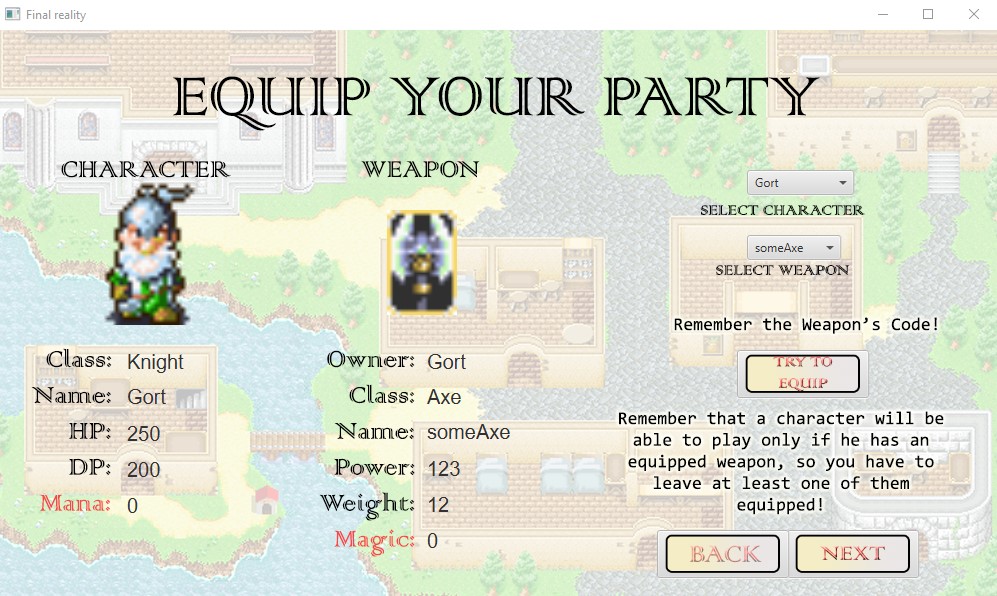 Final reality
EQUIP YOUR PARTY
CHARACTER
WEAPON
Class: Knight
Name: Gort
HP: 250
DP: 200
Mana: 0
Owner: Gort
Class: Axe
Name: someAxe
Power: 123
Weight: 12
Magic: 0
Gort
SELECT CHARACTER
someAxe
SELECT WEAPON
Remember the Weapon’s Code!
TRY TO
EQUIP
Remember that a character will be
able to play only if he has an
equipped weapon, so you have to
leave at least one of them
equipped!
BACK
NEXT